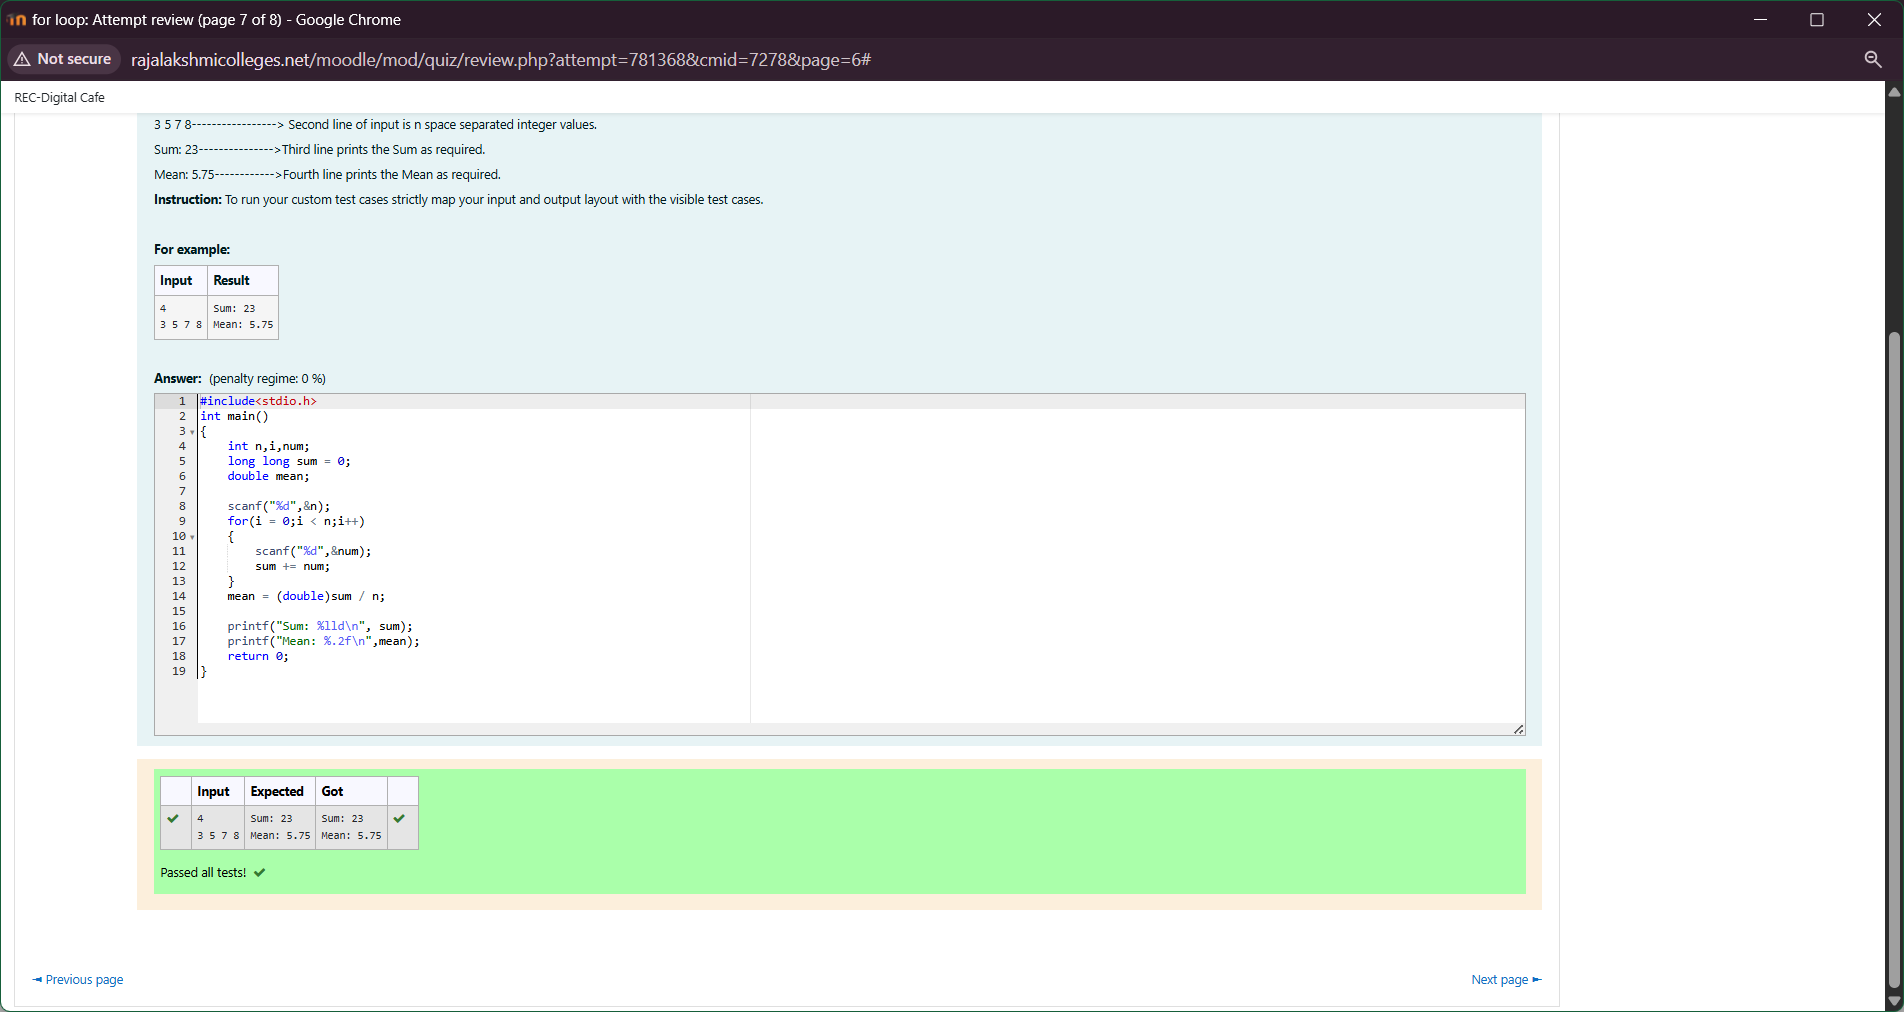 for loop: Attempt review (page 7 of 8) - Google Chrome
Not secure rajalakshmicolleges.net/moodle/mod/quiz/review.php?attempt=781368&cmid=7278&page=6#
REC-Digital Cafe
3 5 7 8-----------------> Second line of input is n space separated integer values.
Sum: 23--------------->Third line prints the Sum as required.
Mean: 5.75------------>Fourth line prints the Mean as required.
Instruction: To run your custom test cases strictly map your input and output layout with the visible test cases.
For example:
Input Result
4 Sum: 23
3 5 7 8 Mean: 5.75
Answer: (penalty regime: 0 %)
1 #include<stdio.h>
2 int main()
3 {
4 int n,i,num;
5 long long sum = 0;
6 double mean;
7
8 scanf("%d",&n);
9 for(i = 0;i < n;i++)
10 {
11 scanf("%d",&num);
12 sum += num;
13 }
14 mean = (double)sum / n;
15
16 printf("Sum: %lld\n", sum);
17 printf("Mean: %.2f\n",mean);
18 return 0;
19 }
Input Expected Got
4 Sum: 23 Sum: 23
3 5 7 8 Mean: 5.75 Mean: 5.75
Passed all tests!
◄ Previous page
Next page ►